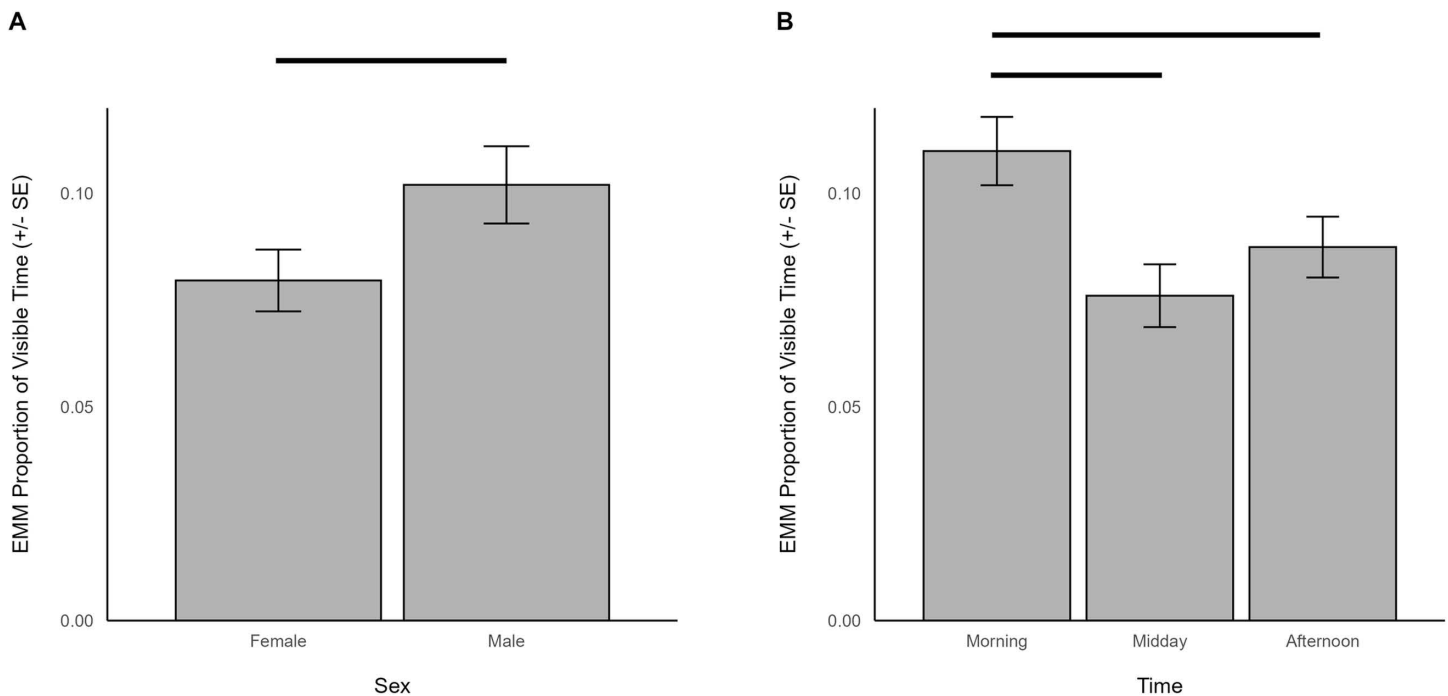 A
EMM Proportion of Visible Time (+/- SE)
0.10
0.05
0.00
Female Male
Sex
B
EMM Proportion of Visible Time (+/- SE)
0.10
0.05
0.00
Morning Midday Afternoon
Time